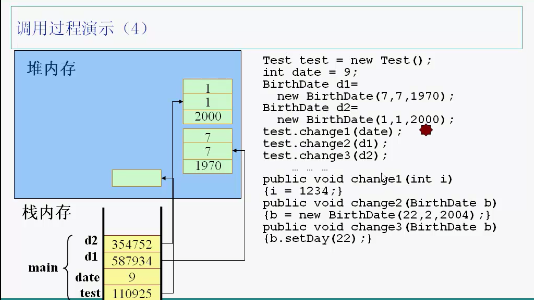 调用过程演示（4）
堆内存
1
1
2000
7
7
1970
栈内存
main
d2 354752
d1 587934
date 9
test 110925
Test test = new Test();
int date = 9;
BirthDate d1=
new BirthDate(7,7,1970);
BirthDate d2=
new BirthDate(1,1,2000);
test.change1(date);
test.change2(d1);
test.change3(d2);
… … …
public void change1(int i)
{i = 1234;}
public void change2(BirthDate b)
{b = new BirthDate(22,2,2004);}
public void change3(BirthDate b)
{b.setDay(22);}